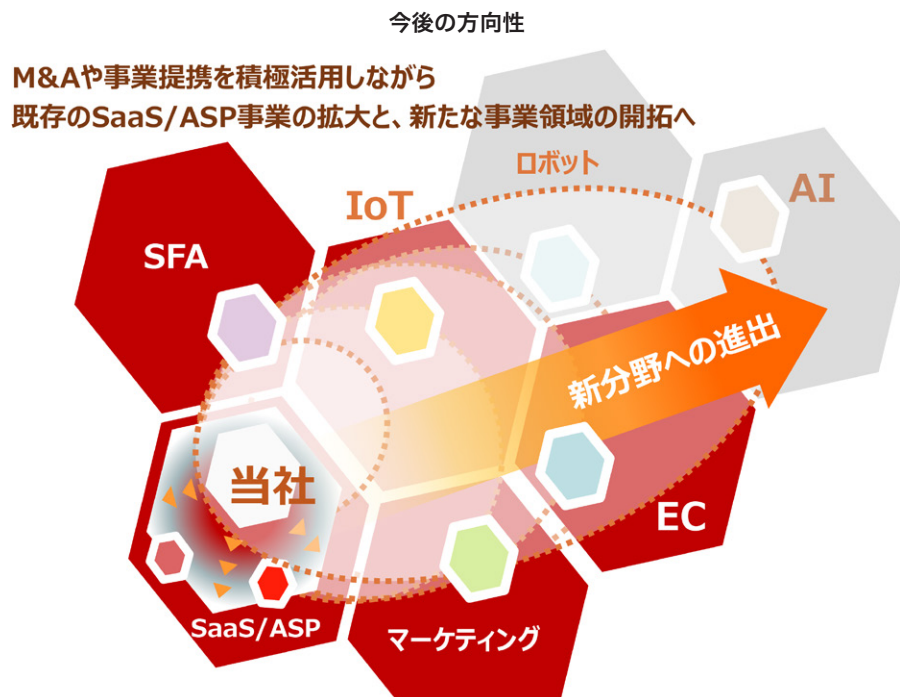 今後の方向性
M&Aや事業提携を積極活用しながら
既存のSaaS/ASP事業の拡大と、新たな事業領域の開拓へ
ロボット
AI
IoT
SFA
新分野への進出
当社
EC
SaaS/ASP
マーケティング